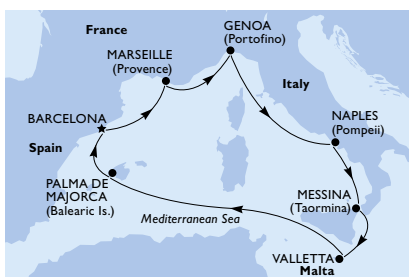 France
GENOA
(Portofino)
MARSEILLE
(Provence)
Italy
BARCELONA
NAPLES
(Pompeii)
Spain
PALMA DE
MAJORCA
(Balearic Is.)
MESSINA
(Taormina)
Mediterranean Sea
VALLETTA
Malta